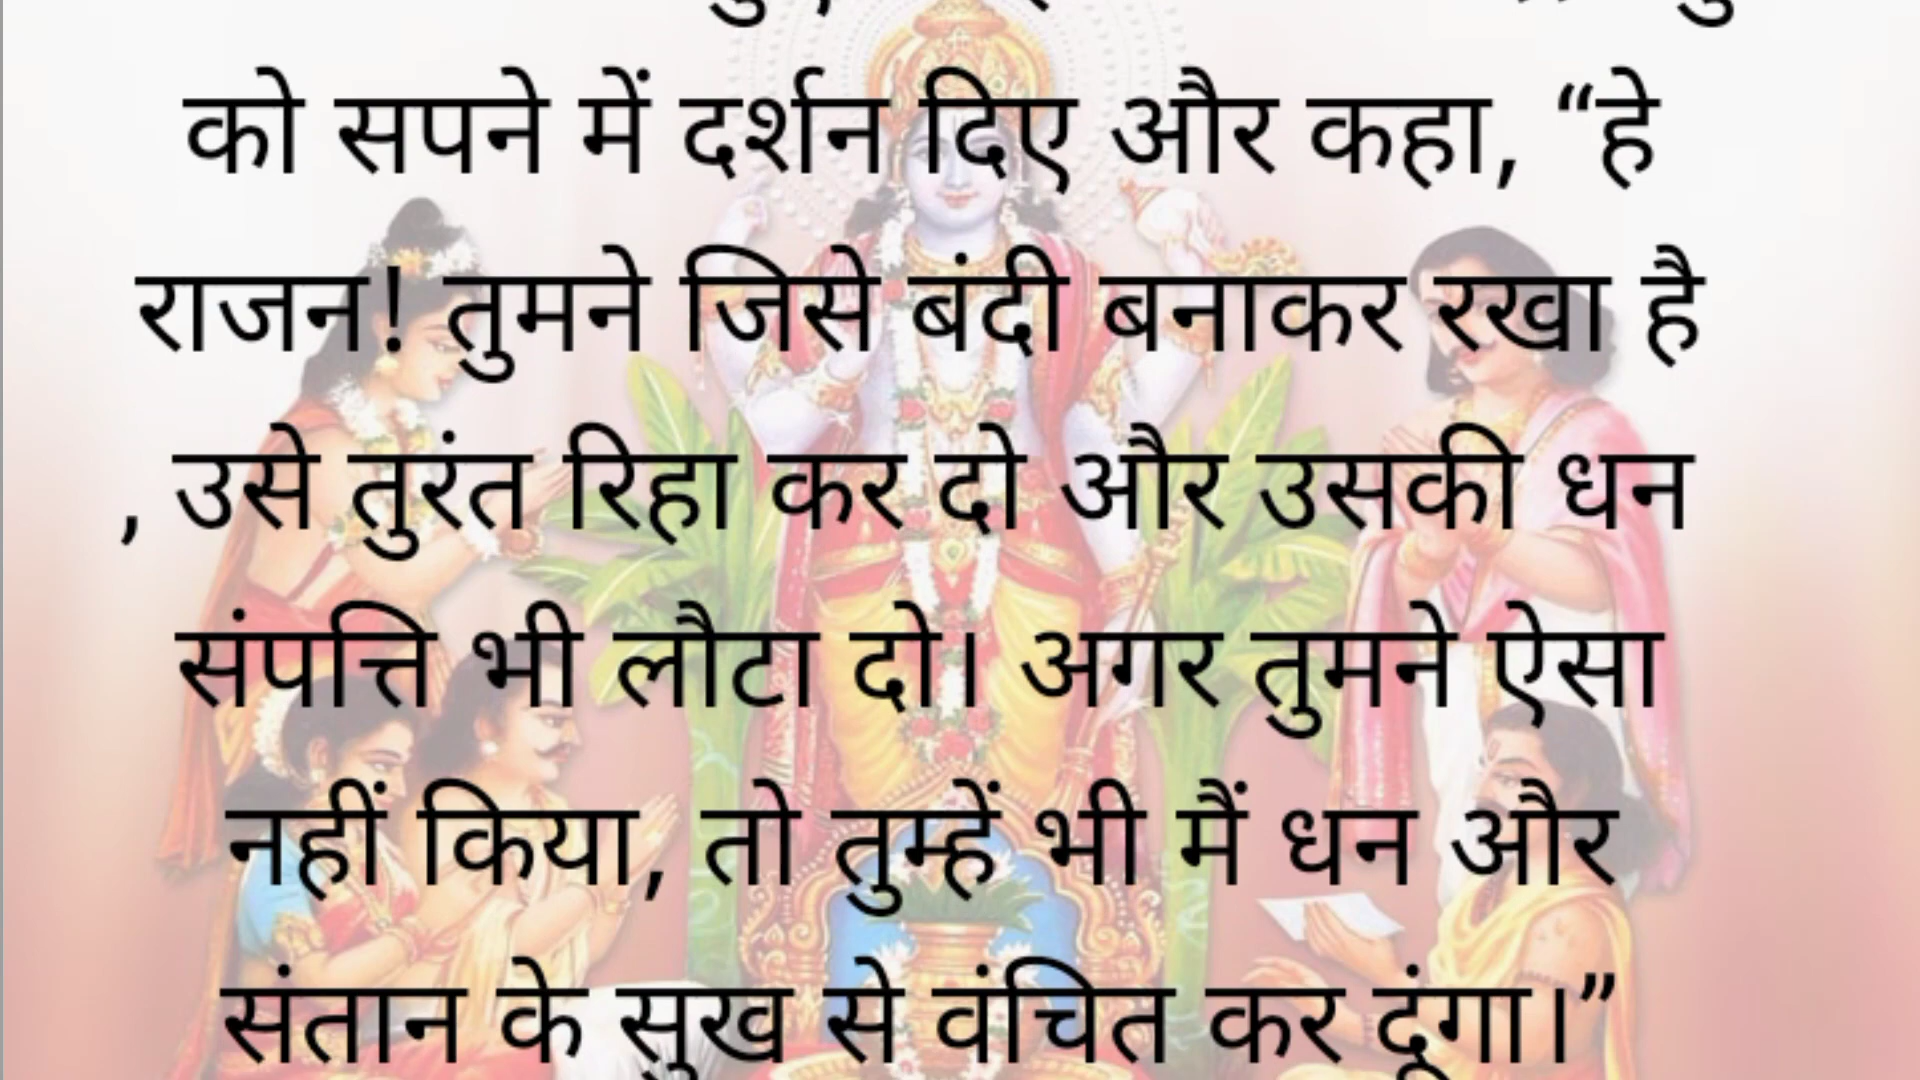 को सपने में दर्शन दिए और कहा, “हे
राजन! तुमने जिसे बंदी बनाकर रखा है
, उसे तुरंत रिहा कर दो और उसकी धन
संपत्ति भी लौटा दो। अगर तुमने ऐसा
नहीं किया, तो तुम्हें भी मैं धन और
संतान के सुख से वंचित कर दूंगा।”